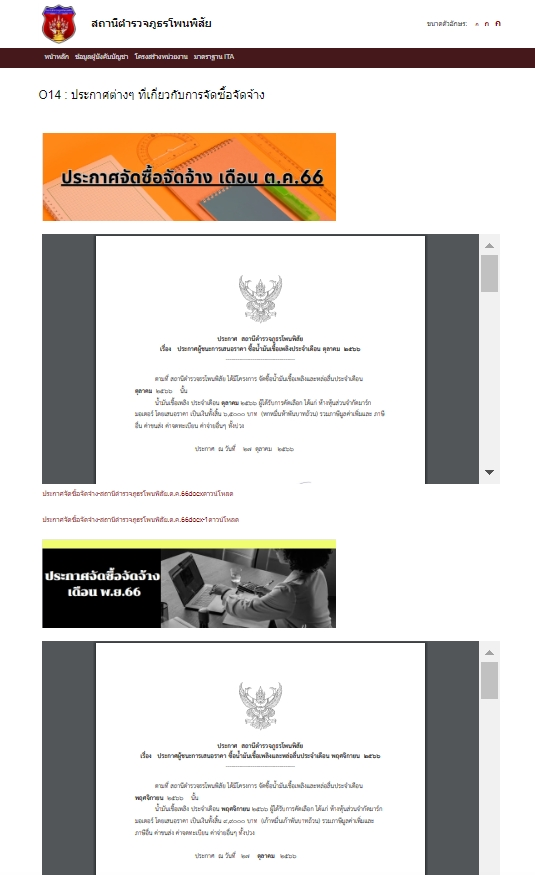 สถานีตำรวจภูธรโพนพิสัย
ขนาดตัวอักษร: ก ก ก
หน้าหลัก ข้อมูลผู้บังคับบัญชา โครงสร้างหน่วยงาน มาตราฐาน ITA
O14 : ประกาศต่างๆ ที่เกี่ยวกับการจัดซื้อจัดจ้าง
ประกาศจัดซื้อจัดจ้าง เดือน ต.ค.66
ประกาศ สถานีตำรวจภูธรโพนพิสัย
เรื่อง ประกาศผู้ชนะการเสนอราคา ซื้อน้ำมันเชื้อเพลิงประจำเดือน ตุลาคม ๒๕๖๖
ตามที่ สถานีตำรวจภูธรโพนพิสัย ได้มีโครงการ จัดซื้อน้ำมันเชื้อเพลิงและหล่อลื่นประจำเดือน
ตุลาคม ๒๕๖๖ นั้น
น้ำมันเชื้อเพลิง ประจำเดือน ตุลาคม ๒๕๖๖ ผู้ได้รับการคัดเลือก ได้แก่ ห้างหุ้นส่วนจำกัดมาร์ก
มอเตอร์ โดยเสนอราคา เป็นเงินทั้งสิ้น ๖,๕๐๐๐ บาท (หกหมื่นห้าพันบาทถ้วน) รวมภาษีมูลค่าเพิ่มและ ภาษี
อื่น ค่าขนส่ง ค่าจดทะเบียน ค่าจ่ายอื่นๆ ทั้งปวง
ประกาศ ณ วันที่ ๒๗ ตุลาคม ๒๕๖๖
ประกาศจัดซื้อจัดจ้าง-สถานีตำรวจภูธรโพนพิสัย.ต.ค.66docxดาวน์โหลด
ประกาศจัดซื้อจัดจ้าง-สถานีตำรวจภูธรโพนพิสัย.ต.ค.66docx-1ดาวน์โหลด
ประกาศจัดซื้อจัดจ้าง
เดือน พ.ย.66
ประกาศ สถานีตำรวจภูธรโพนพิสัย
เรื่อง ประกาศผู้ชนะการเสนอราคา ซื้อน้ำมันเชื้อเพลิงและหล่อลื่นประจำเดือน พฤศจิกายน ๒๕๖๖
ตามที่ สถานีตำรวจภูธรโพนพิสัย ได้มีโครงการ จัดซื้อน้ำมันเชื้อเพลิงและหล่อลื่นประจำเดือน
พฤศจิกายน ๒๕๖๖ นั้น
น้ำมันเชื้อเพลิง ประจำเดือน พฤศจิกายน ๒๕๖๖ ผู้ได้รับการคัดเลือก ได้แก่ ห้างหุ้นส่วนจำกัดมาร์ก
มอเตอร์ โดยเสนอราคา เป็นเงินทั้งสิ้น ๙,๙๐๐๐ บาท (เก้าหมื่นเก้าพันบาทถ้วน) รวมภาษีมูลค่าเพิ่มและ
ภาษีอื่น ค่าขนส่ง ค่าจดทะเบียน ค่าจ่ายอื่นๆ ทั้งปวง
ประกาศ ณ วันที่ ๒๗ ตุลาคม ๒๕๖๖